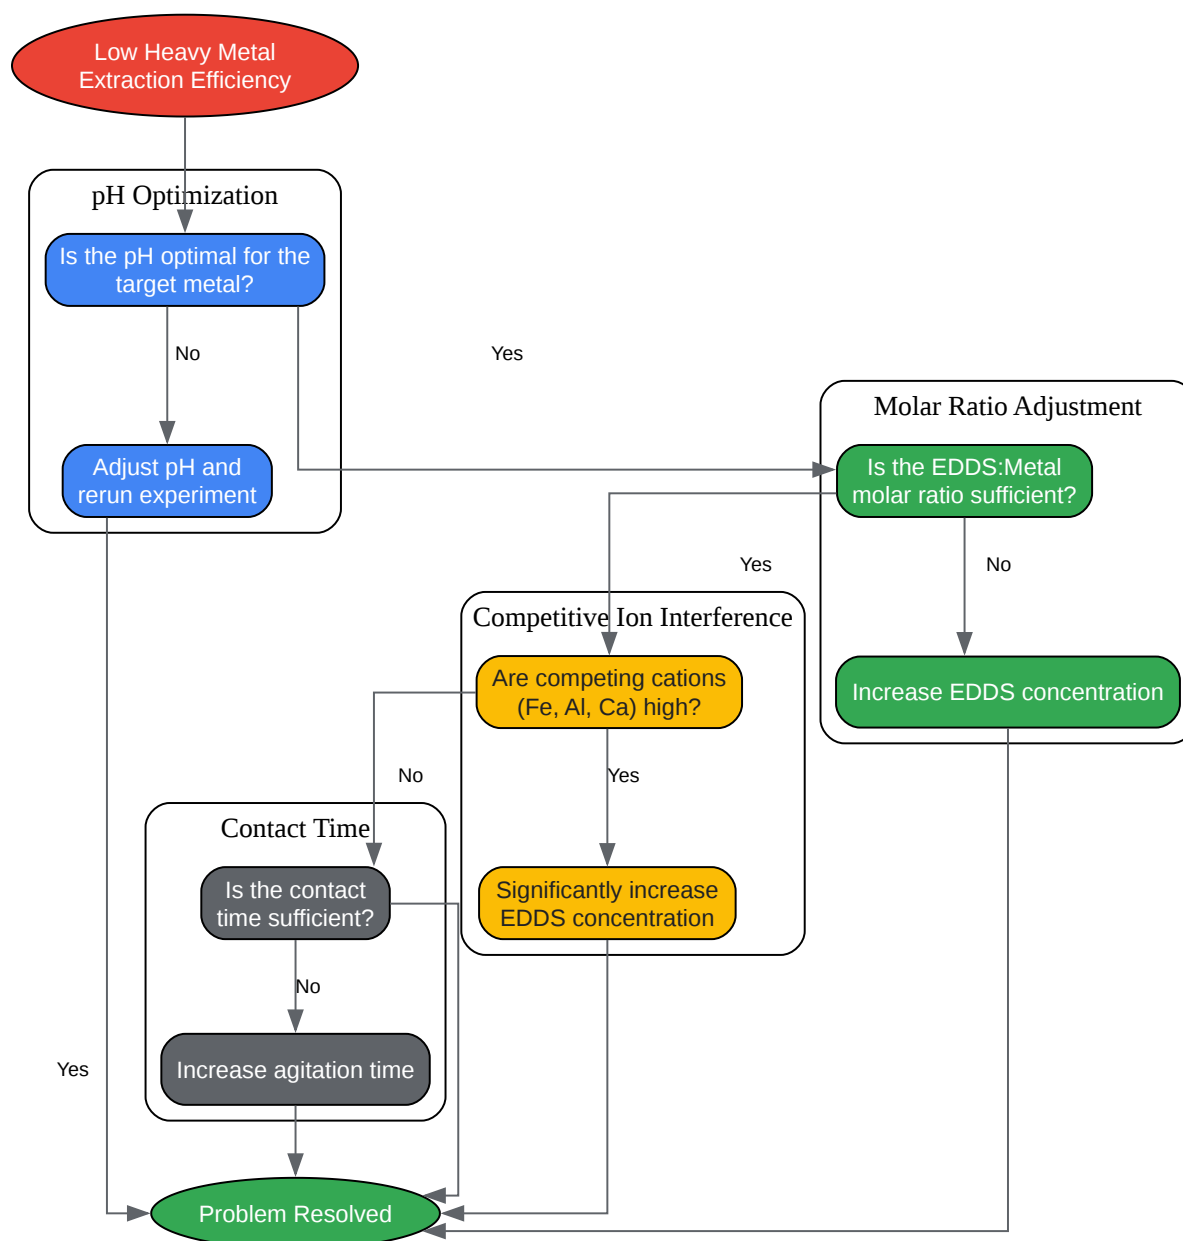 Low Heavy Metal
Extraction Efficiency
pH Optimization
Is the pH optimal for the
target metal?
No
Yes
Adjust pH and
rerun experiment
Molar Ratio Adjustment
Is the EDDS:Metal
molar ratio sufficient?
Yes
No
Competitive Ion Interference
Are competing cations
(Fe, Al, Ca) high?
Increase EDDS concentration
No
Yes
Contact Time
Is the contact
time sufficient?
Significantly increase
EDDS concentration
No
Increase agitation time
Yes
Problem Resolved